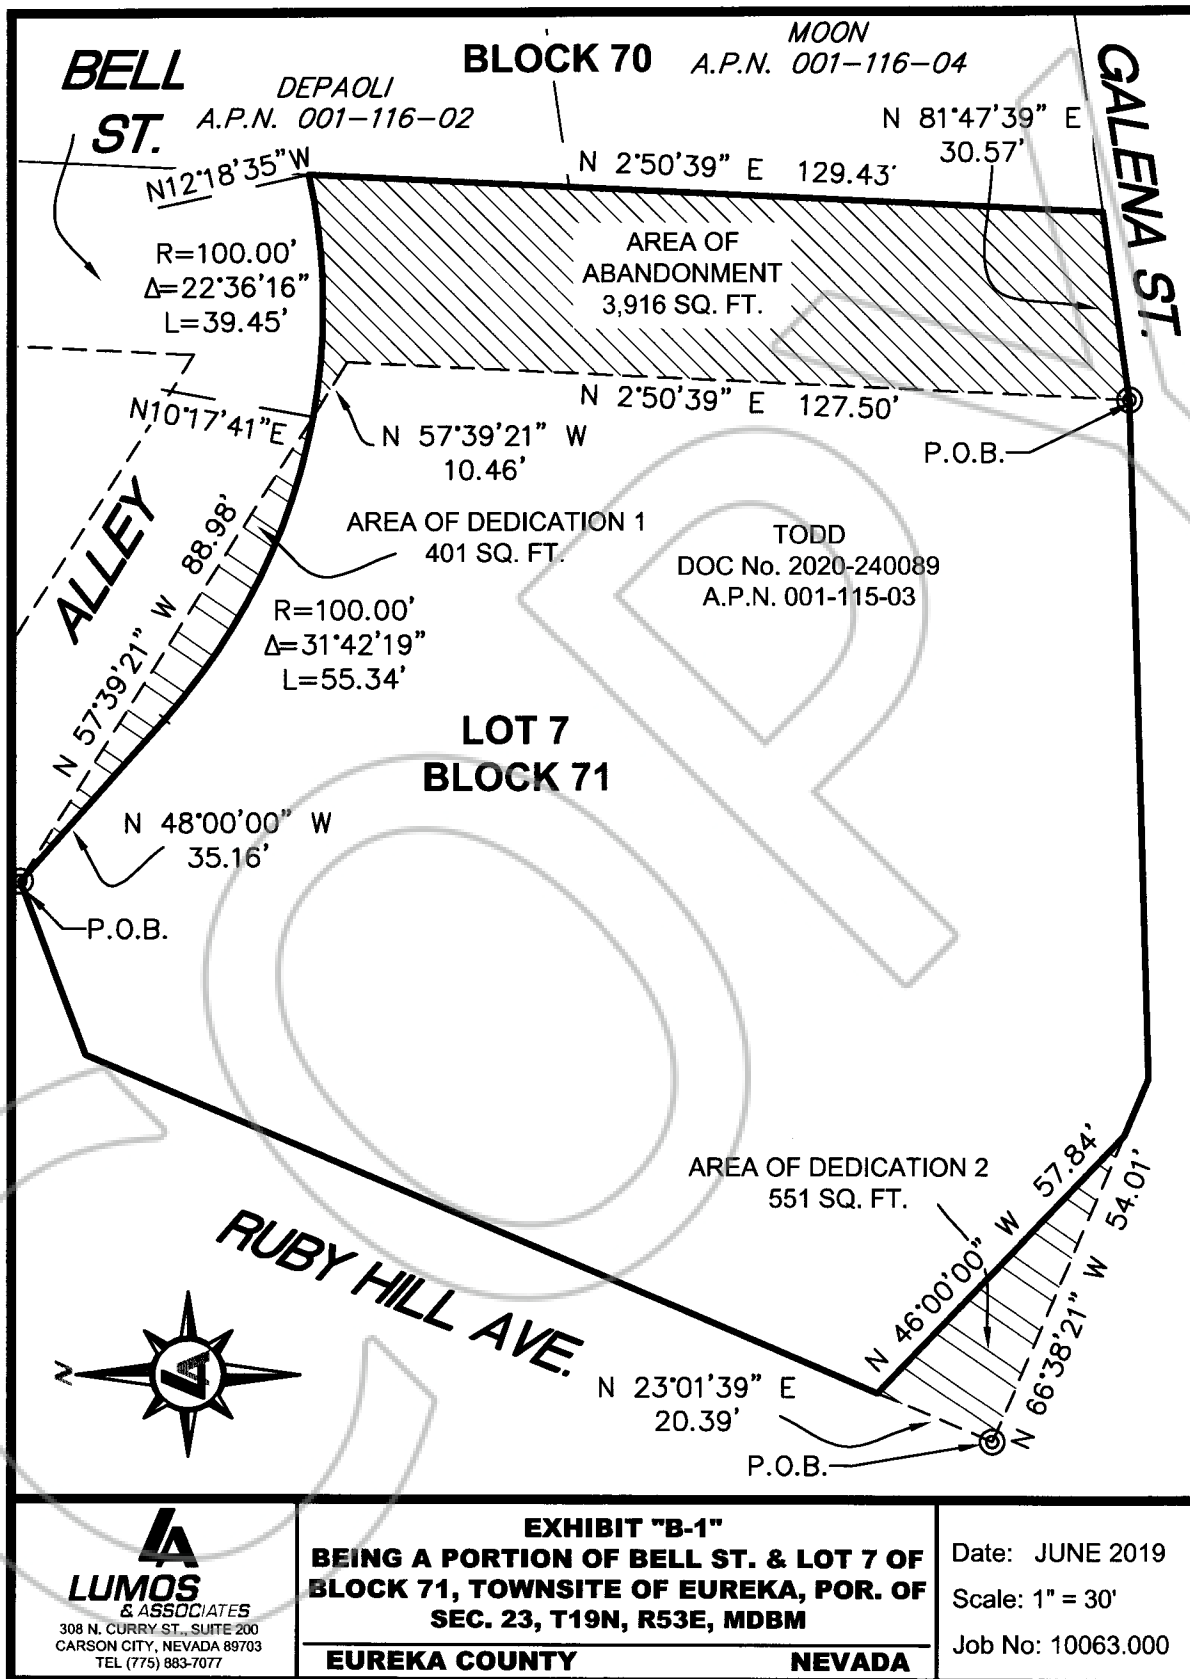 BELL
ST.
DEPAOLI
A.P.N. 001-116-02
BLOCK 70
MOON
A.P.N. 001-116-04
GALENA ST.
N 81°47'39" E
30.57'
N12°18'35"W
N 2°50'39" E 129.43'
R=100.00'
Δ=22°36'16"
L=39.45'
AREA OF
ABANDONMENT
3,916 SQ. FT.
N10°17'41"E
N 2°50'39" E 127.50'
N 57°39'21" W
10.46'
P.O.B.
ALLEY
N 57°39'21" W 88.98'
AREA OF DEDICATION 1
401 SQ. FT.
TODD
DOC No. 2020-240089
A.P.N. 001-115-03
R=100.00'
Δ=31°42'19"
L=55.34'
LOT 7
BLOCK 71
N 48°00'00" W
35.16'
P.O.B.
AREA OF DEDICATION 2
551 SQ. FT.
N 46°00'00" W 57.84'
N 66°38'21" W 54.01'
RUBY HILL AVE.
N
LA
N 23°01'39" E
20.39'
P.O.B.
COPY
LA
LUMOS
& ASSOCIATES
308 N. CURRY ST., SUITE 200
CARSON CITY, NEVADA 89703
TEL (775) 883-7077
EXHIBIT "B-1"
BEING A PORTION OF BELL ST. & LOT 7 OF
BLOCK 71, TOWNSITE OF EUREKA, POR. OF
SEC. 23, T19N, R53E, MDBM
EUREKA COUNTY NEVADA
Date: JUNE 2019
Scale: 1" = 30'
Job No: 10063.000